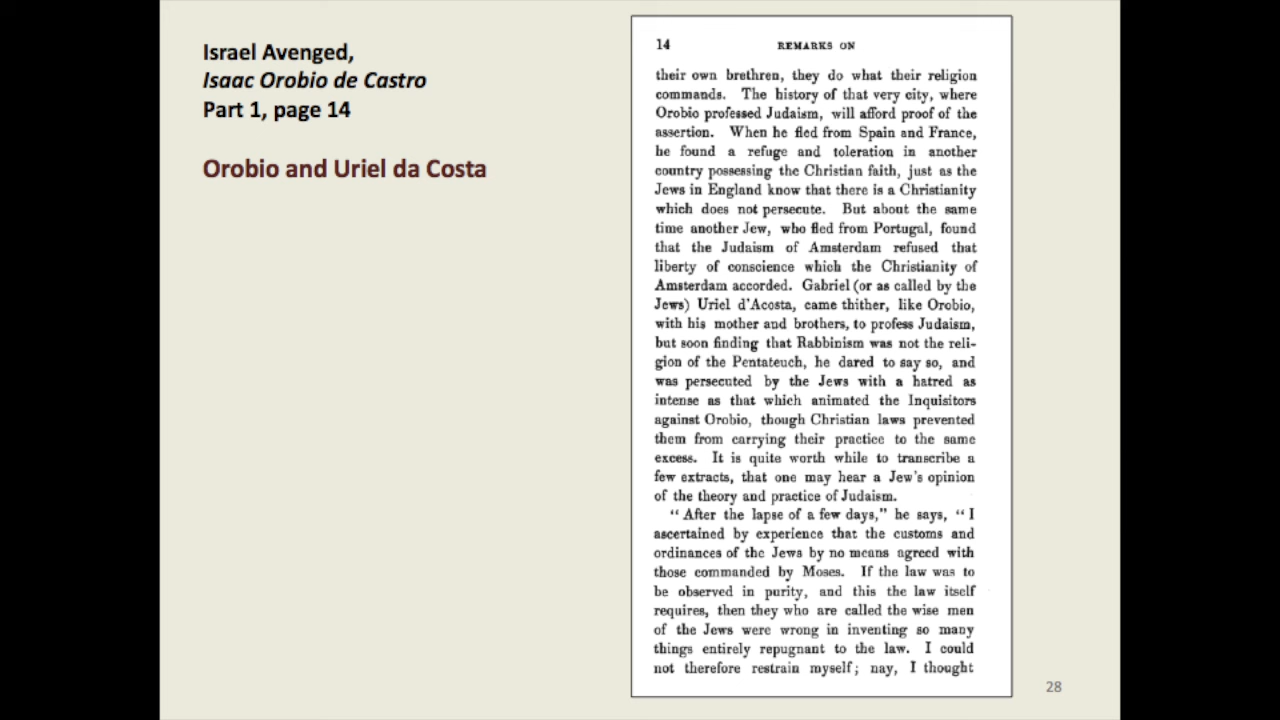 Israel Avenged,
Isaac Orobio de Castro
Part 1, page 14
Orobio and Uriel da Costa
14 REMARKS ON
their own brethren, they do what their religion
commands. The history of that very city, where
Orobio professed Judaism, will afford proof of the
assertion. When he fled from Spain and France,
he found a refuge and toleration in another
country possessing the Christian faith, just as the
Jews in England know that there is a Christianity
which does not persecute. But about the same
time another Jew, who fled from Portugal, found
that the Judaism of Amsterdam refused that
liberty of conscience which the Christianity of
Amsterdam accorded. Gabriel (or as called by the
Jews) Uriel d'Acosta, came thither, like Orobio,
with his mother and brothers, to profess Judaism,
but soon finding that Rabbinism was not the reli-
gion of the Pentateuch, he dared to say so, and
was persecuted by the Jews with a hatred as
intense as that which animated the Inquisitors
against Orobio, though Christian laws prevented
them from carrying their practice to the same
excess. It is quite worth while to transcribe a
few extracts, that one may hear a Jew's opinion
of the theory and practice of Judaism.
"After the lapse of a few days," he says, "I
ascertained by experience that the customs and
ordinances of the Jews by no means agreed with
those commanded by Moses. If the law was to
be observed in purity, and this the law itself
requires, then they who are called the wise men
of the Jews were wrong in inventing so many
things entirely repugnant to the law. I could
not therefore restrain myself; nay, I thought
28